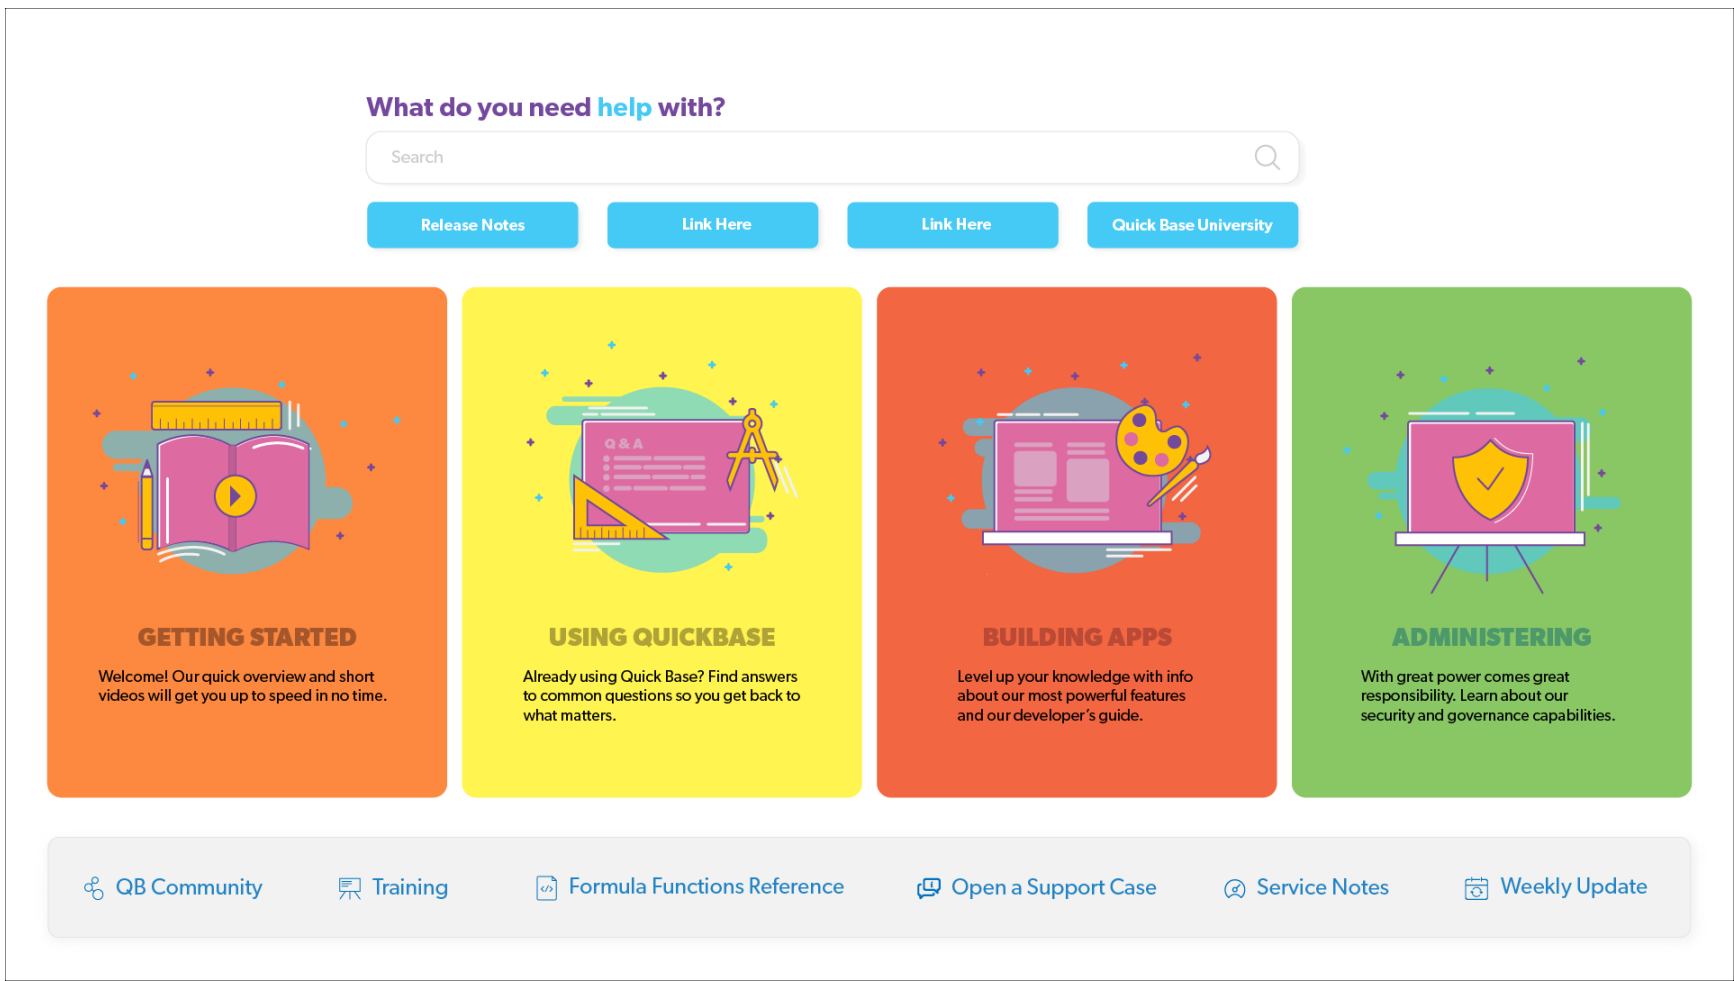 What do you need help with?
Search
Release Notes
Link Here
Link Here
Quick Base University
Q & A
GETTING STARTED
Welcome! Our quick overview and short
videos will get you up to speed in no time.
USING QUICKBASE
Already using Quick Base? Find answers
to common questions so you get back to
what matters.
BUILDING APPS
Level up your knowledge with info
about our most powerful features
and our developer’s guide.
ADMINISTERING
With great power comes great
responsibility. Learn about our
security and governance capabilities.
QB Community
Training
Formula Functions Reference
Open a Support Case
Service Notes
Weekly Update